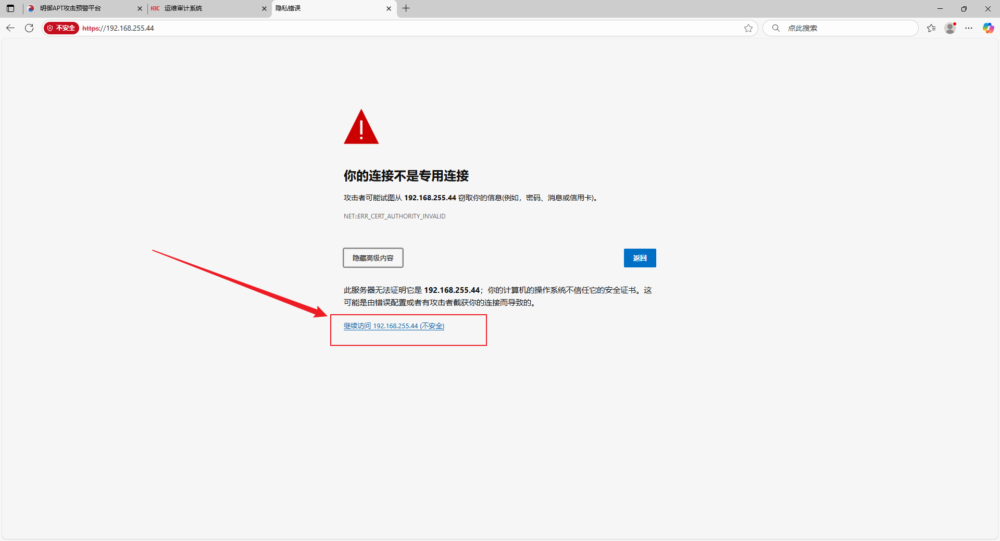 明御APT攻击预警平台
H3C 运维审计系统
隐私错误
不安全 https://192.168.255.44
点此搜索
你的连接不是专用连接
攻击者可能试图从 192.168.255.44 窃取你的信息(例如，密码、消息或信用卡)。
NET::ERR_CERT_AUTHORITY_INVALID
隐藏高级内容
返回
此服务器无法证明它是 192.168.255.44；你的计算机的操作系统不信任它的安全证书。这
可能是由错误配置或者有攻击者截获你的连接而导致的。
继续访问 192.168.255.44 (不安全)